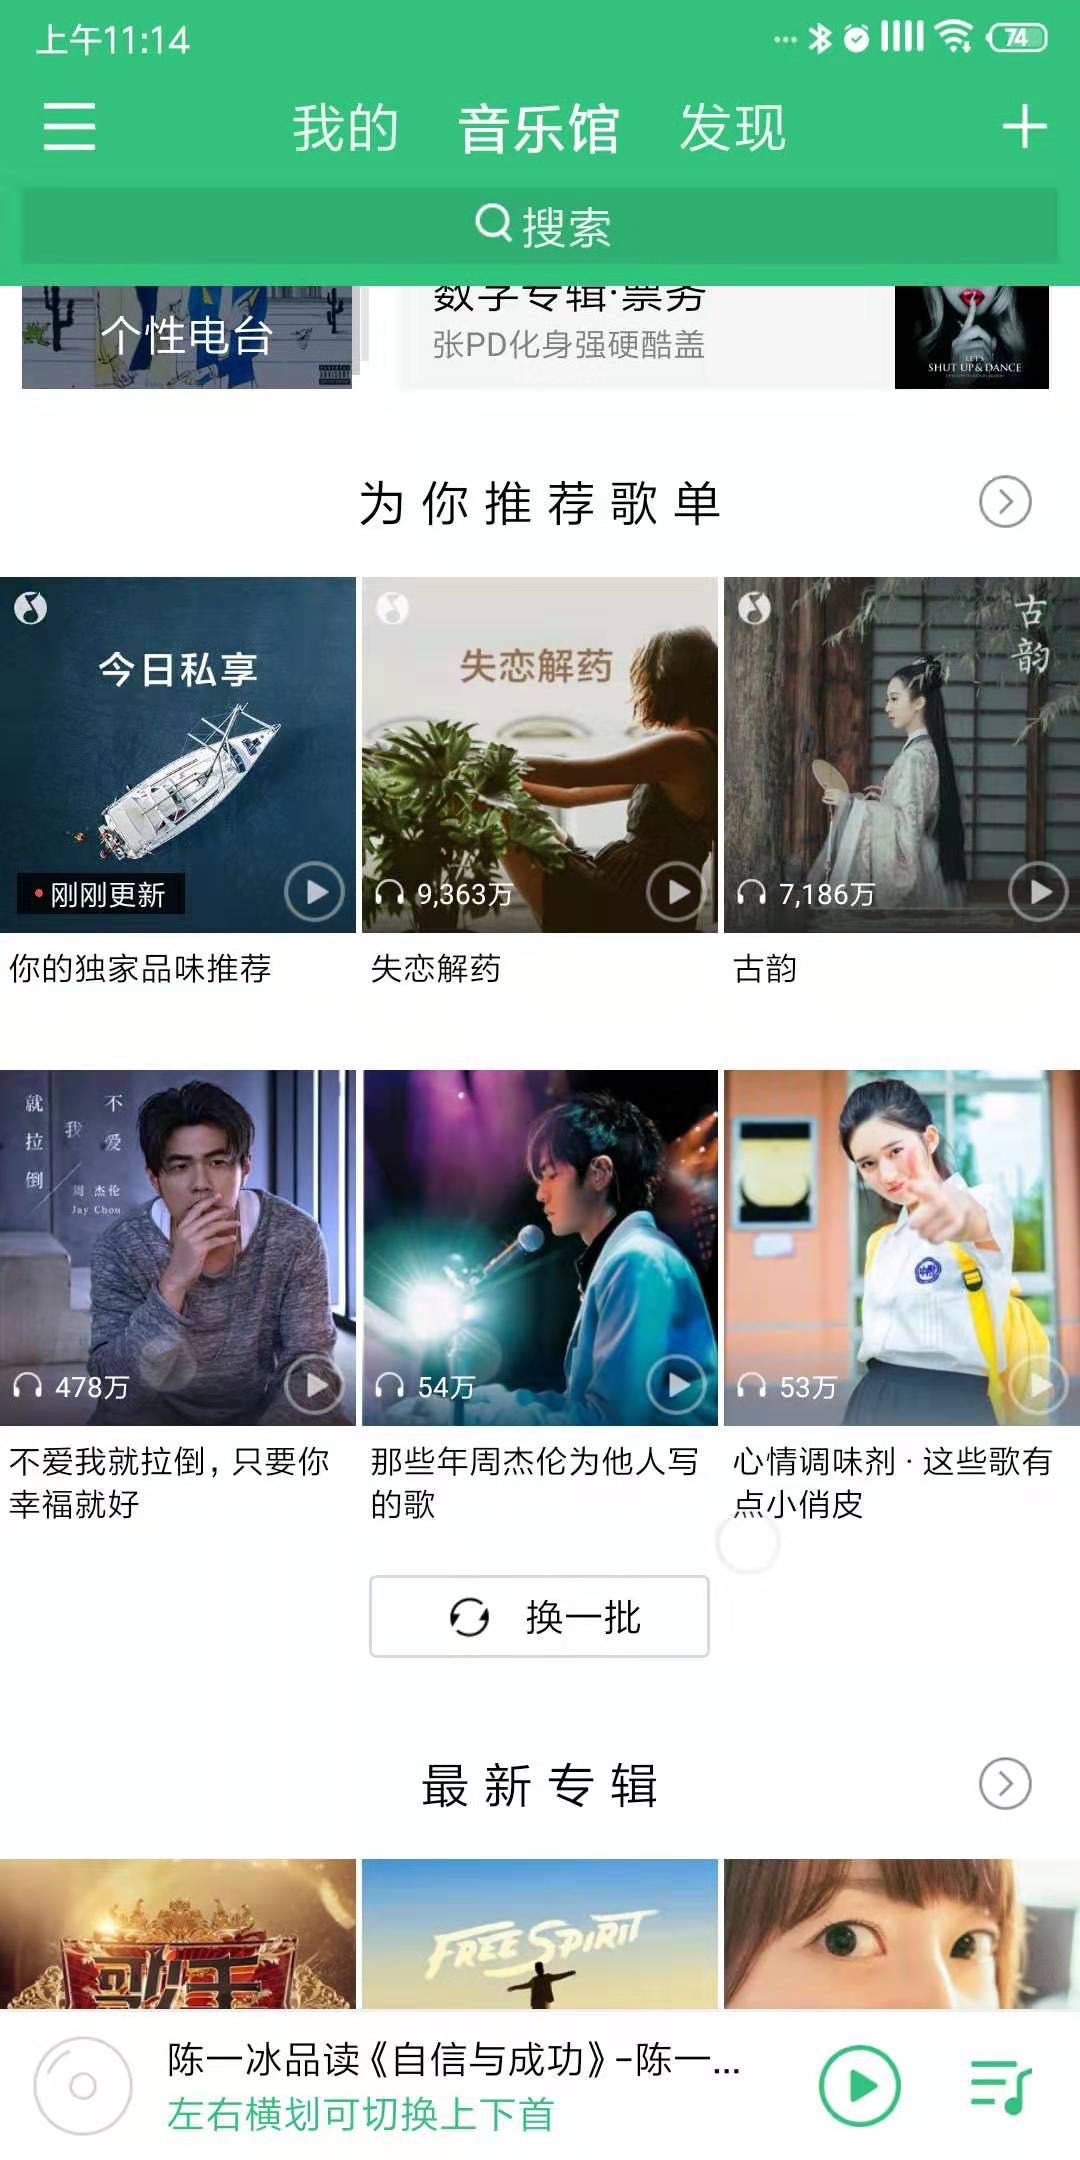 上午11:14
74
我的 音乐馆 发现
搜索
个性电台
数字专辑·票务
张PD化身强硬酷盖
LET'S
SHUT UP & DANCE
为你推荐歌单
今日私享
刚刚更新
失恋解药
9,363万
古韵
7,186万
你的独家品味推荐
失恋解药
古韵
不爱
我
就拉倒
周杰伦
Jay Chou
478万
54万
53万
不爱我就拉倒，只要你
幸福就好
那些年周杰伦为他人写
的歌
心情调味剂 · 这些歌有
点小俏皮
换一批
最新专辑
歌手
FREE SPIRIT
陈一冰品读《自信与成功》-陈一...
左右横划可切换上下首